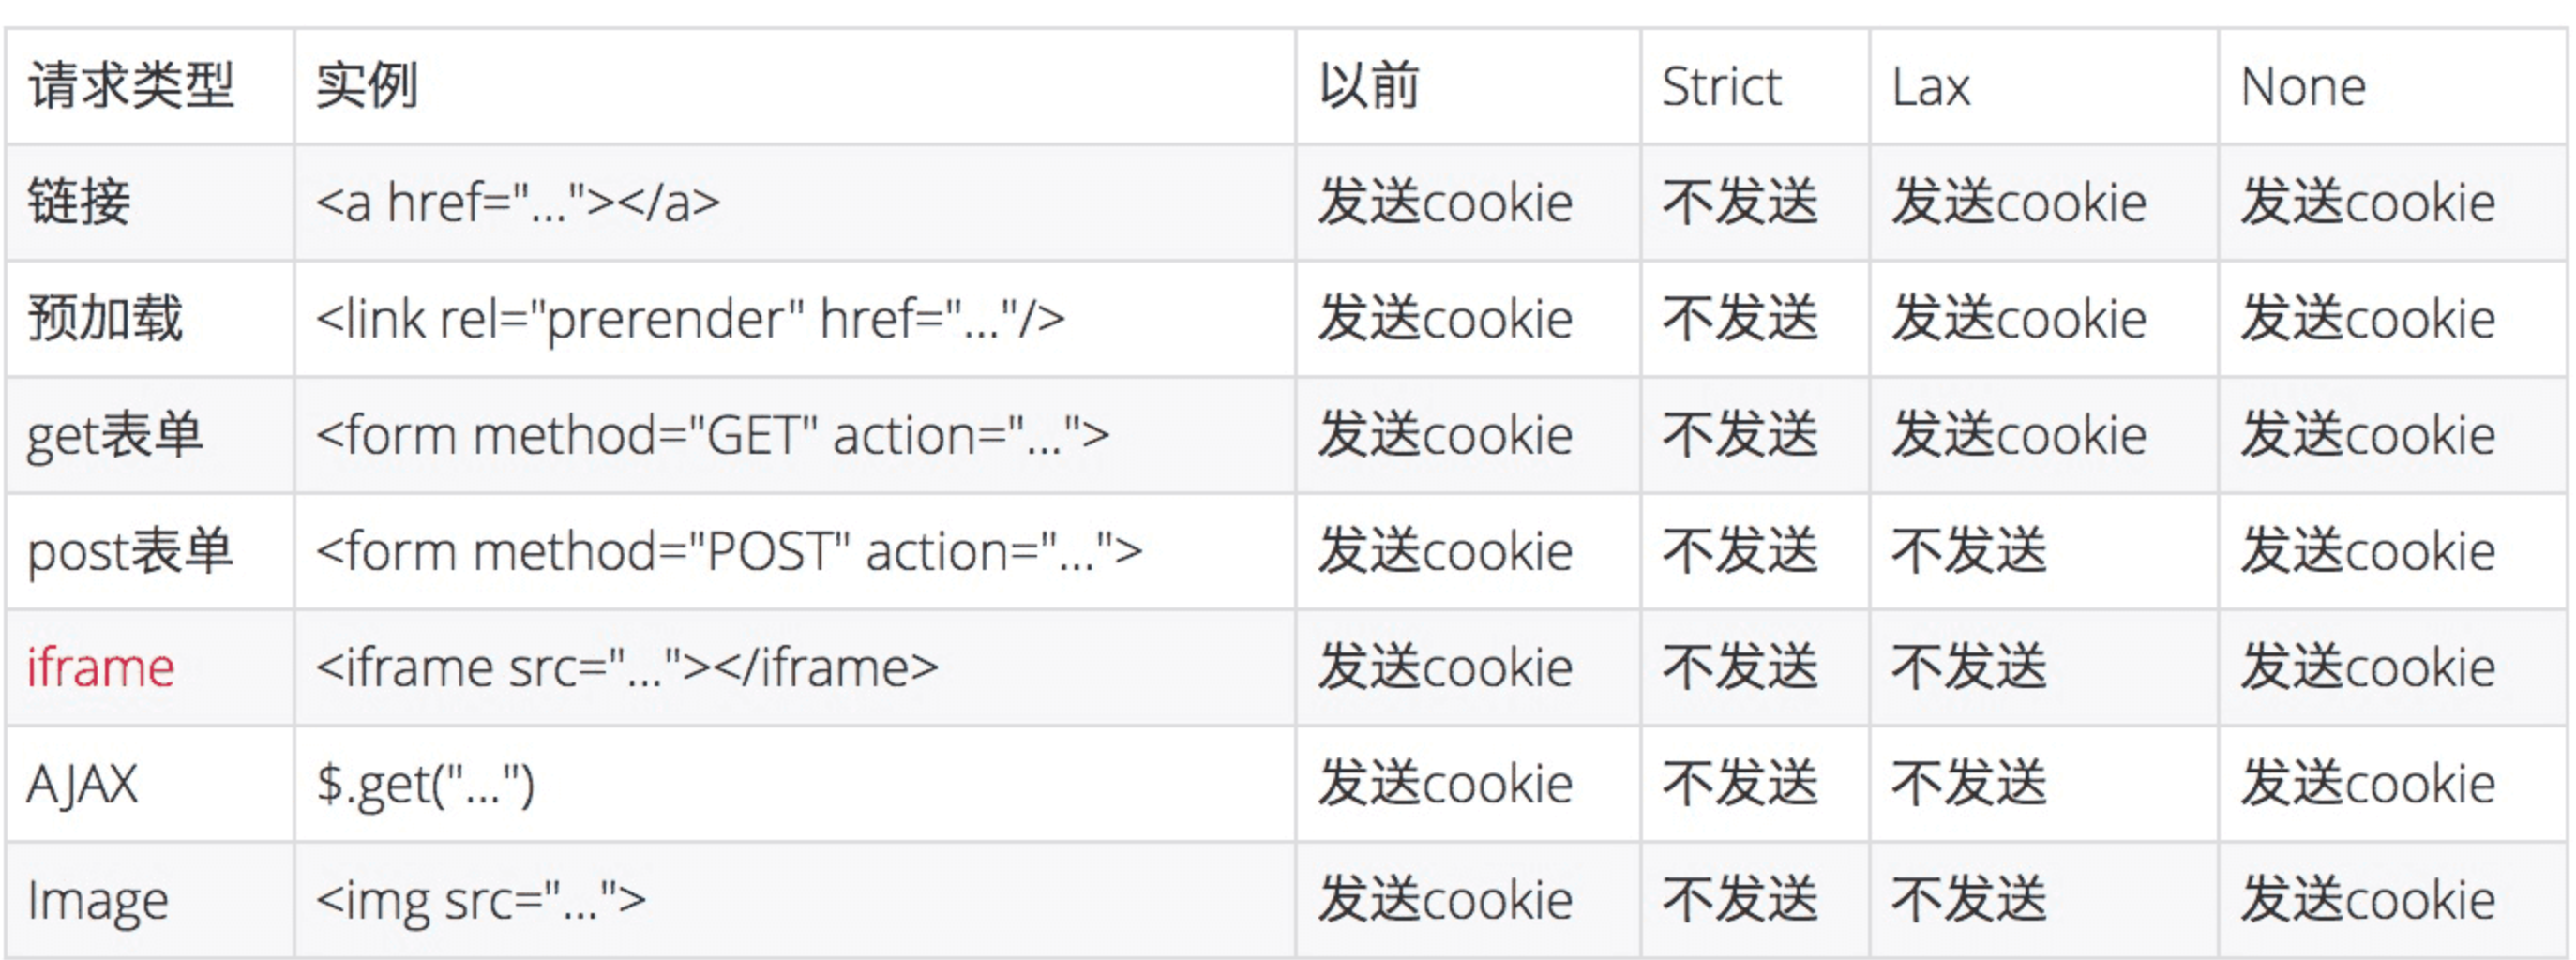 请求类型 实例 以前 Strict Lax None
链接 <a href="..."></a> 发送cookie 不发送 发送cookie 发送cookie
预加载 <link rel="prerender" href="..."/> 发送cookie 不发送 发送cookie 发送cookie
get表单 <form method="GET" action="..."> 发送cookie 不发送 发送cookie 发送cookie
post表单 <form method="POST" action="..."> 发送cookie 不发送 不发送 发送cookie
iframe <iframe src="..."></iframe> 发送cookie 不发送 不发送 发送cookie
AJAX $.get("...") 发送cookie 不发送 不发送 发送cookie
Image <img src="..."> 发送cookie 不发送 不发送 发送cookie